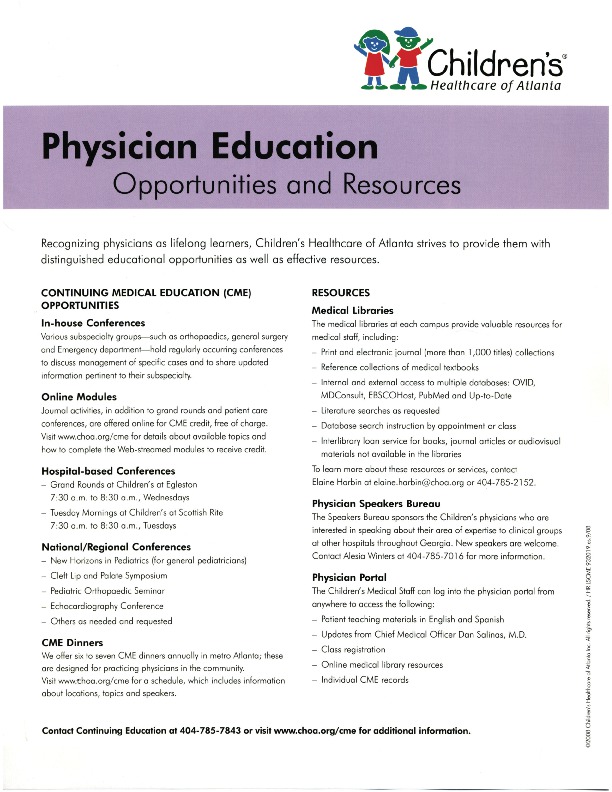 Children's®
Healthcare of Atlanta
Physician Education
Opportunities and Resources
Recognizing physicians as lifelong learners, Children's Healthcare of Atlanta strives to provide them with
distinguished educational opportunities as well as effective resources.
CONTINUING MEDICAL EDUCATION (CME)
OPPORTUNITIES
In-house Conferences
Various subspecialty groups—such as orthopaedics, general surgery
and Emergency department—hold regularly occurring conferences
to discuss management of specific cases and to share updated
information pertinent to their subspecialty.
Online Modules
Journal activities, in addition to grand rounds and patient care
conferences, are offered online for CME credit, free of charge.
Visit www.choa.org/cme for details about available topics and
how to complete the Web-streamed modules to receive credit.
Hospital-based Conferences
– Grand Rounds at Children's at Egleston
7:30 a.m. to 8:30 a.m., Wednesdays
– Tuesday Mornings at Children's at Scottish Rite
7:30 a.m. to 8:30 a.m., Tuesdays
National/Regional Conferences
– New Horizons in Pediatrics (for general pediatricians)
– Cleft Lip and Palate Symposium
– Pediatric Orthopaedic Seminar
– Echocardiography Conference
– Others as needed and requested
CME Dinners
We offer six to seven CME dinners annually in metro Atlanta; these
are designed for practicing physicians in the community.
Visit www.choa.org/cme for a schedule, which includes information
about locations, topics and speakers.
RESOURCES
Medical Libraries
The medical libraries at each campus provide valuable resources for
medical staff, including:
– Print and electronic journal (more than 1,000 titles) collections
– Reference collections of medical textbooks
– Internal and external access to multiple databases: OVID,
MDConsult, EBSCOHost, PubMed and Up-to-Date
– Literature searches as requested
– Database search instruction by appointment or class
– Interlibrary loan service for books, journal articles or audiovisual
materials not available in the libraries
To learn more about these resources or services, contact
Elaine Harbin at elaine.harbin@choa.org or 404-785-2152.
Physician Speakers Bureau
The Speakers Bureau sponsors the Children's physicians who are
interested in speaking about their area of expertise to clinical groups
at other hospitals throughout Georgia. New speakers are welcome.
Contact Alesia Winters at 404-785-7016 for more information.
Physician Portal
The Children's Medical Staff can log into the physician portal from
anywhere to access the following:
– Patient teaching materials in English and Spanish
– Updates from Chief Medical Officer Dan Salinas, M.D.
– Class registration
– Online medical library resources
– Individual CME records
Contact Continuing Education at 404-785-7843 or visit www.choa.org/cme for additional information.
©2008 Children's Healthcare of Atlanta Inc. All rights reserved.